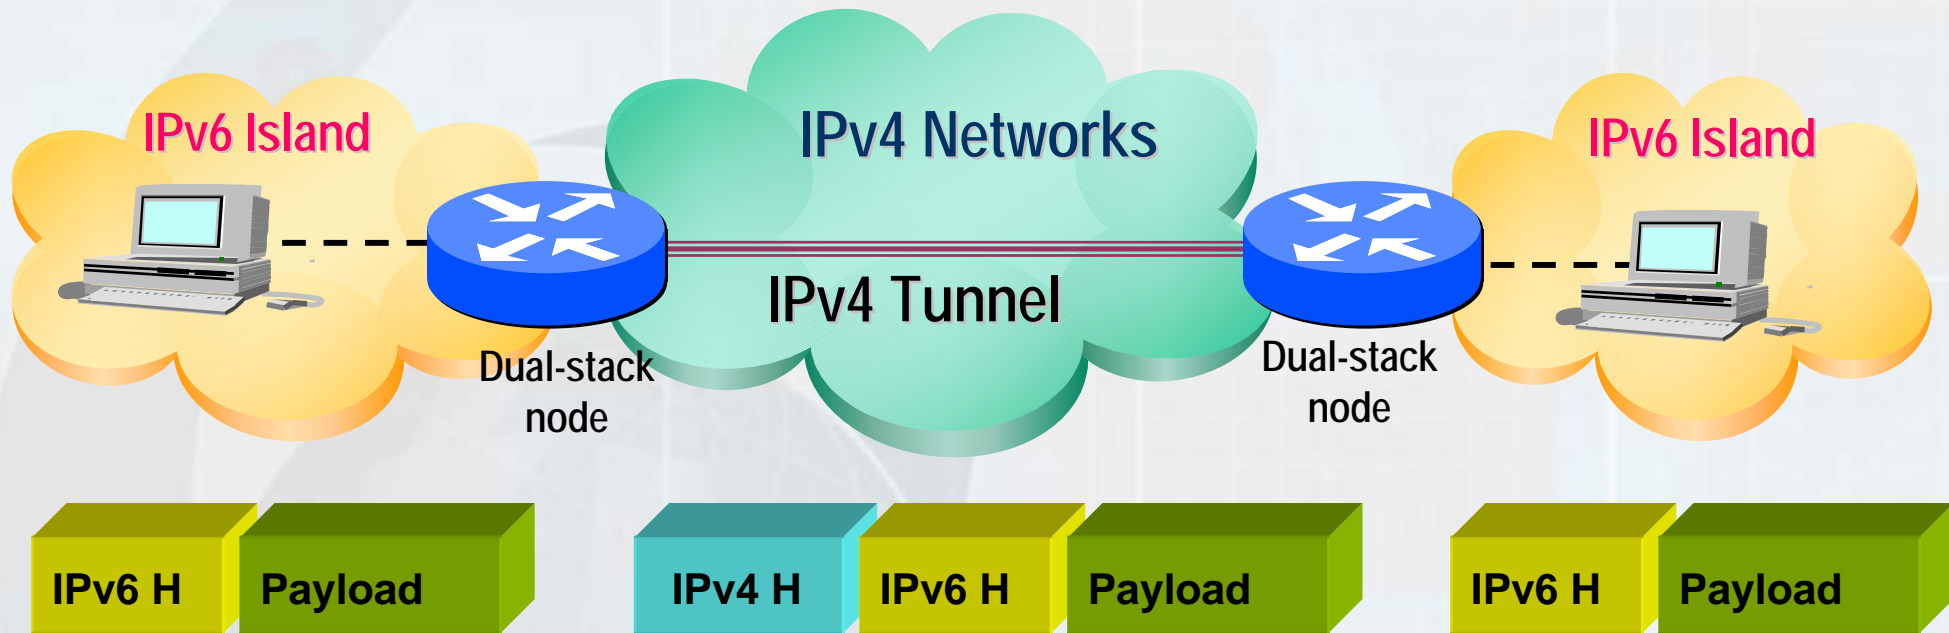 IPv6 Island
IPv4 Networks
IPv6 Island
IPv4 Tunnel
Dual-stack
node
Dual-stack
node
IPv6 H
Payload
IPv4 H
IPv6 H
Payload
IPv6 H
Payload